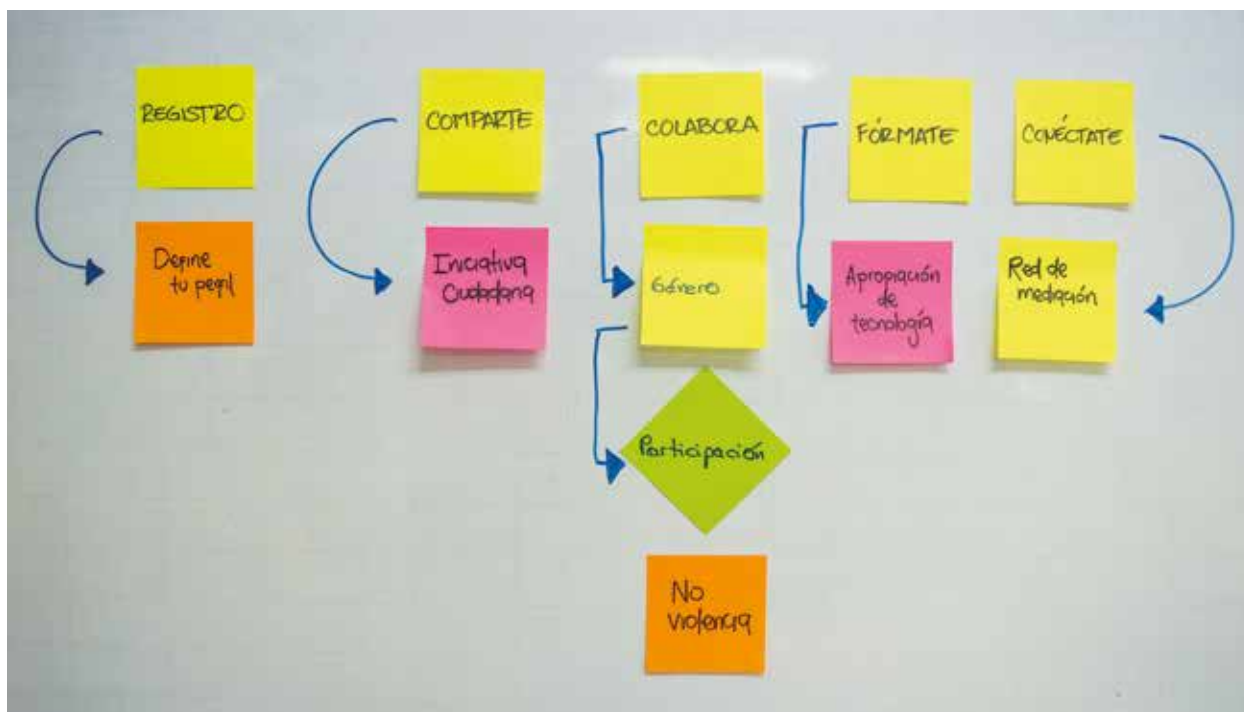 REGISTRO
COMPARTE
COLABORA
FÓRMATE
CONÉCTATE
Define
tu perfil
Iniciativa
Ciudadana
Género
Apropiación
de
tecnología
Red de
mediación
Participación
No
violencia